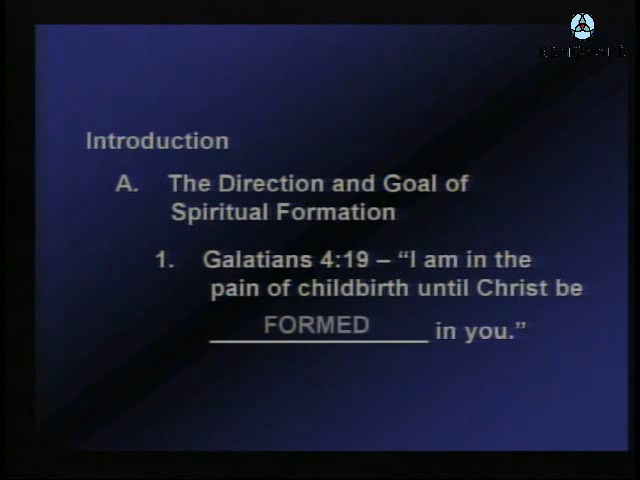 Introduction
A. The Direction and Goal of
Spiritual Formation
1. Galatians 4:19 – “I am in the
pain of childbirth until Christ be
FORMED in you.”